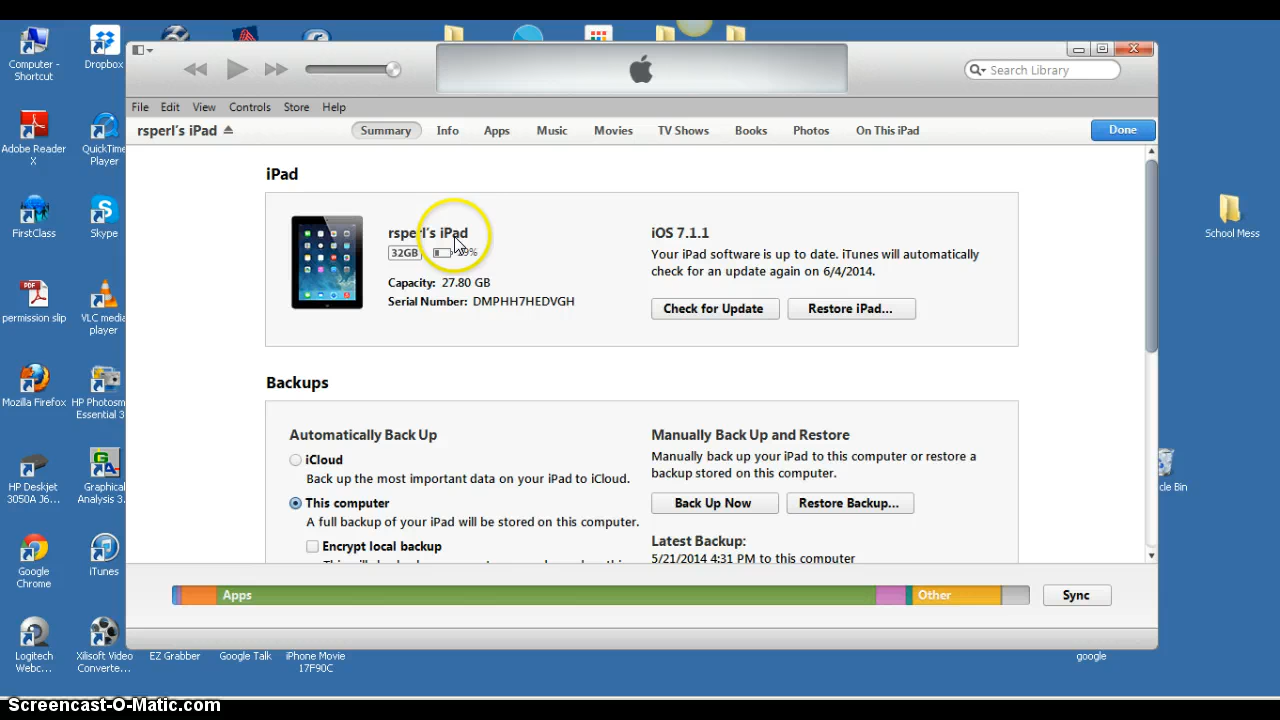 Computer -
Shortcut
Dropbox
Search Library
File Edit View Controls Store Help
rsperl's iPad
Summary Info Apps Music Movies TV Shows Books Photos On This iPad
Done
Adobe Reader
X
QuickTime
Player
FirstClass
Skype
permission slip
VLC media
player
Mozilla Firefox
HP Photosm
Essential 3
HP Deskjet
3050A J6...
Graphical
Analysis 3.
Google
Chrome
iTunes
Logitech
Webc...
Xilisoft Video
Converte...
EZ Grabber
Google Talk
iPhone Movie
17F90C
School Mess
cle Bin
google
iPad
rsperl's iPad
32GB
Capacity: 27.80 GB
Serial Number: DMPHH7HEDVGH
iOS 7.1.1
Your iPad software is up to date. iTunes will automatically
check for an update again on 6/4/2014.
Check for Update
Restore iPad...
Backups
Automatically Back Up
iCloud
Back up the most important data on your iPad to iCloud.
This computer
A full backup of your iPad will be stored on this computer.
Encrypt local backup
Manually Back Up and Restore
Manually back up your iPad to this computer or restore a
backup stored on this computer.
Back Up Now
Restore Backup...
Latest Backup:
5/21/2014 4:31 PM to this computer
Apps
Other
Sync
Screencast-O-Matic.com